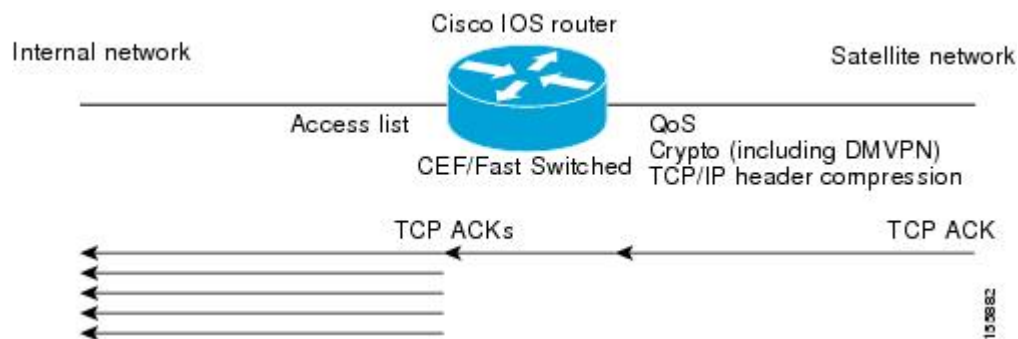 Cisco IOS router
Internal network
Satellite network
Access list
QoS
Crypto (including DMVPN)
CEF/Fast Switched
TCP/IP header compression
TCP ACKs
TCP ACK
155882